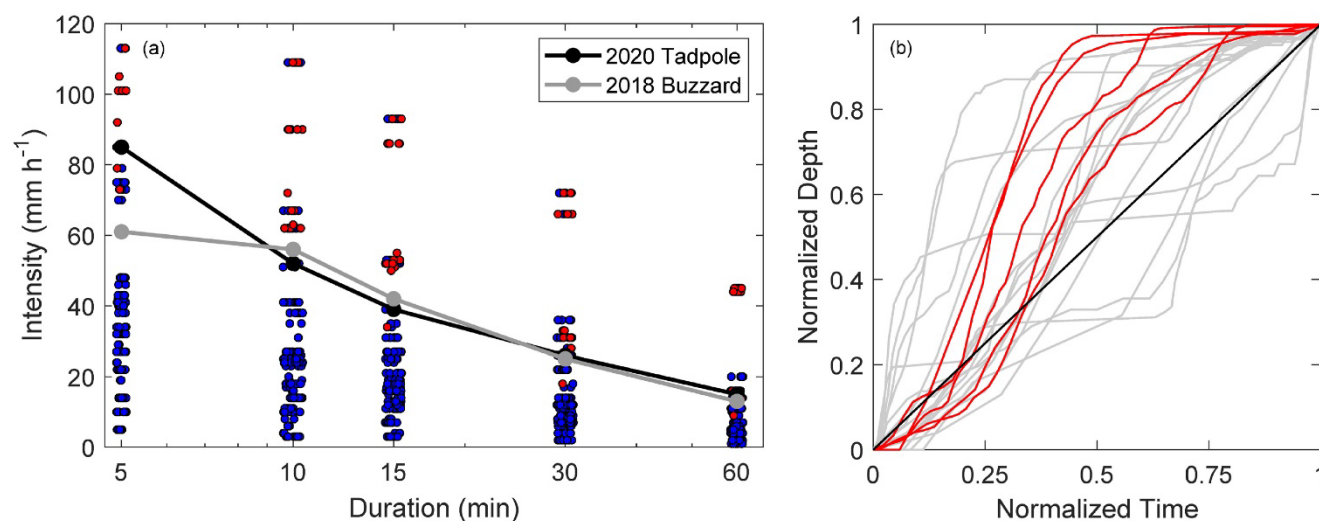 (a)
2020 Tadpole
2018 Buzzard
120
100
80
60
40
20
0
Intensity (mm h⁻¹)
5
10
15
30
60
Duration (min)
(b)
1
0.8
0.6
0.4
0.2
0
Normalized Depth
0
0.25
0.5
0.75
1
Normalized Time